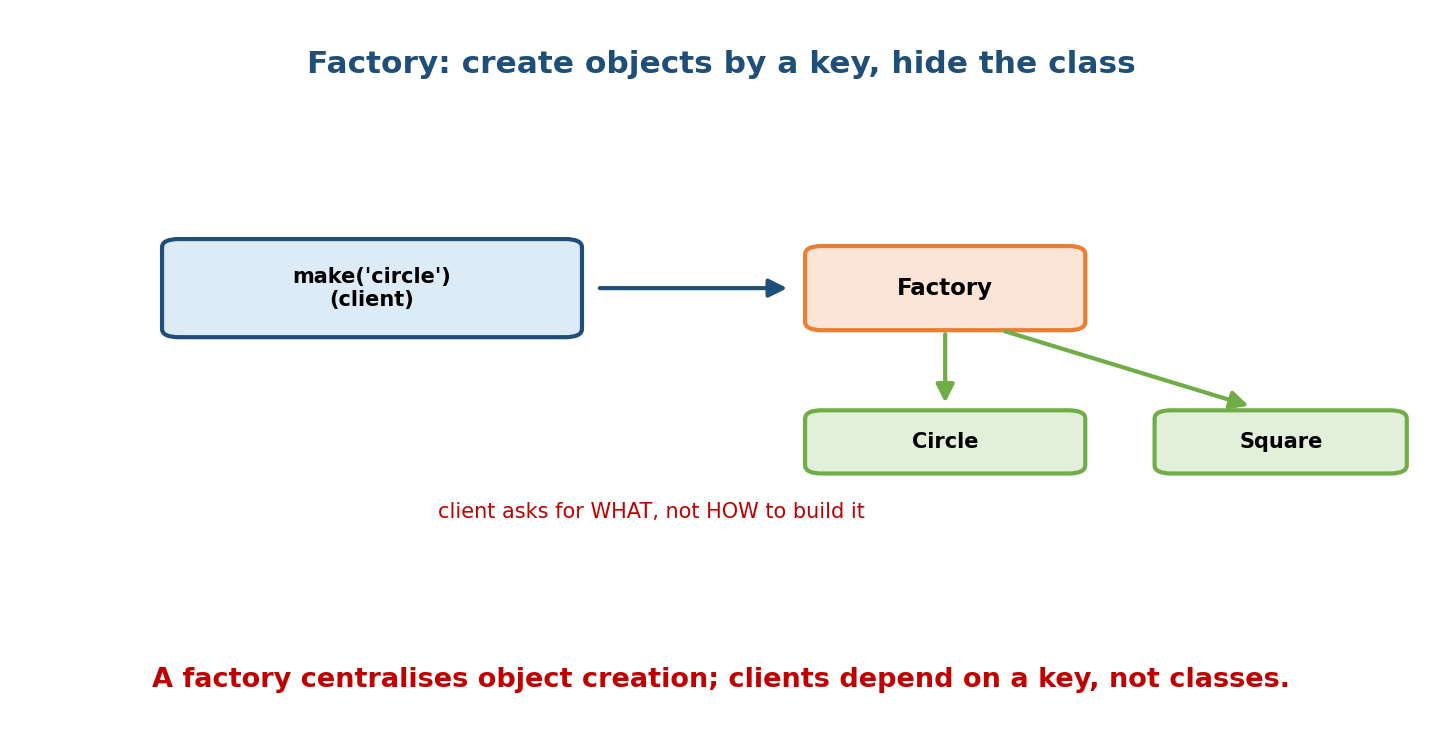 Factory: create objects by a key, hide the class
make('circle')
(client)
Factory
Circle
Square
client asks for WHAT, not HOW to build it
A factory centralises object creation; clients depend on a key, not classes.